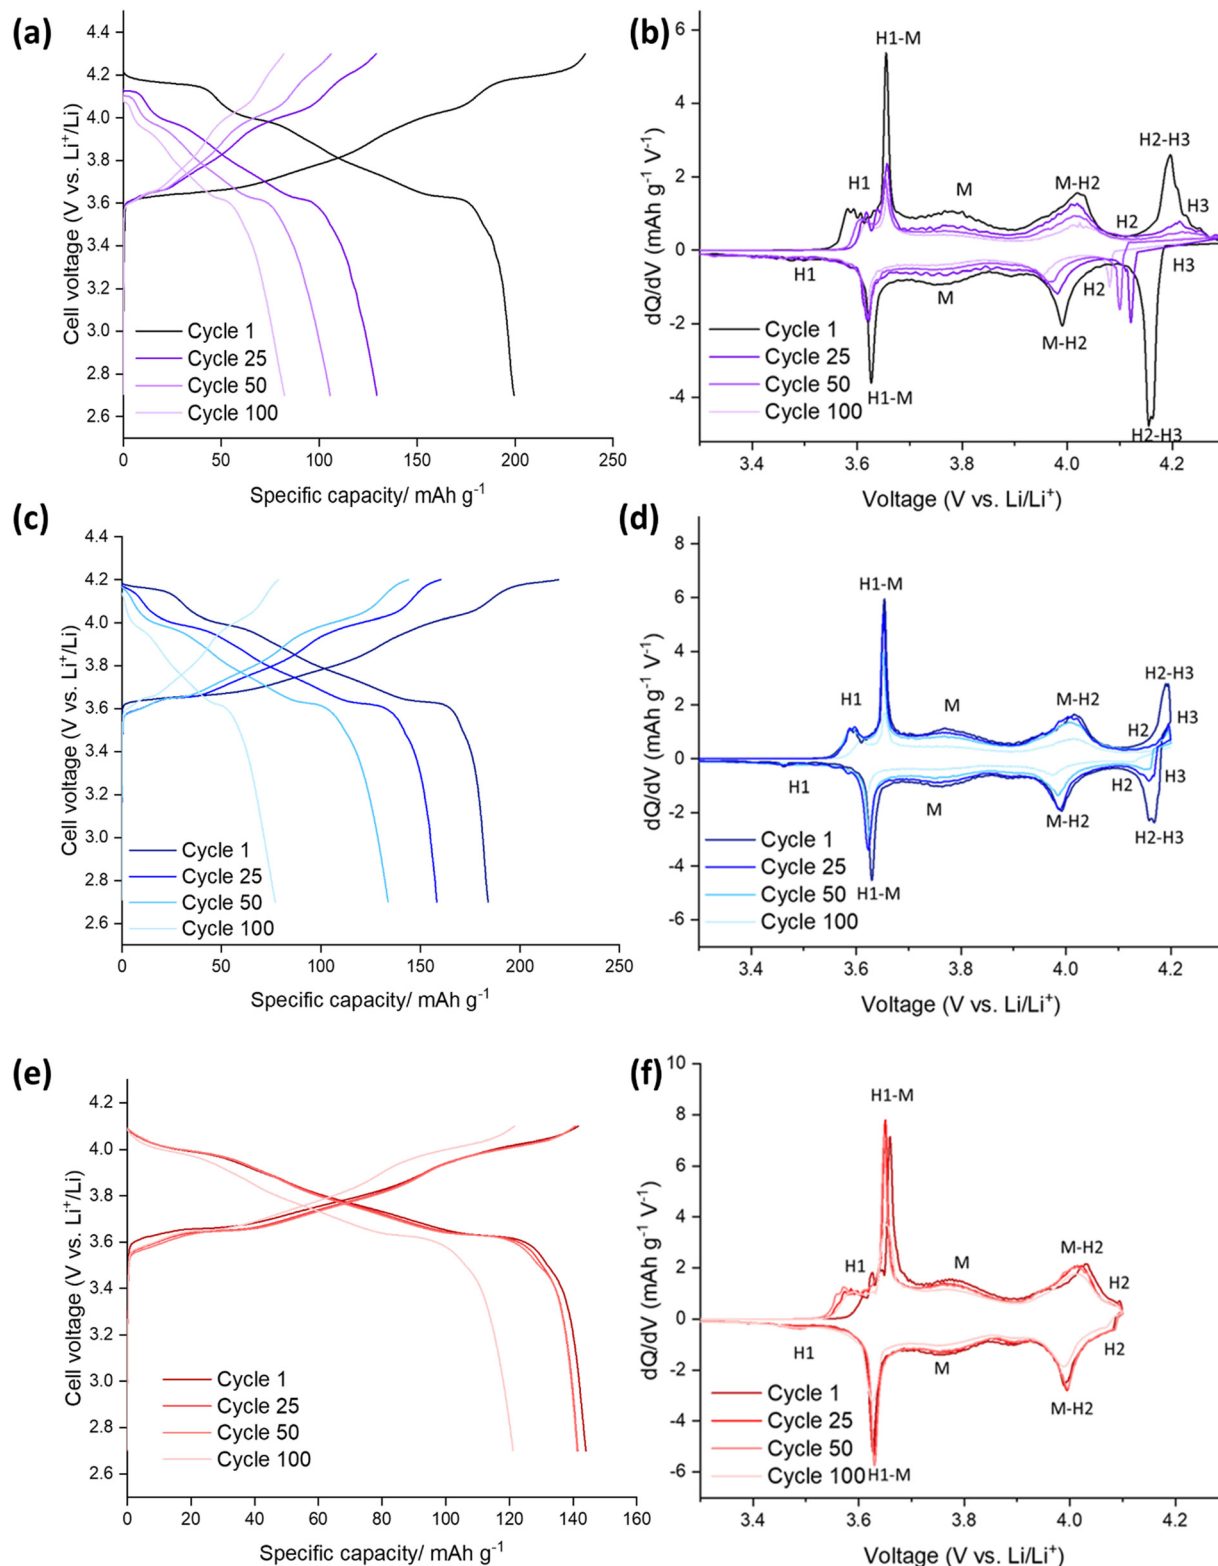 (a)
4.4
4.2
4.0
3.8
3.6
3.4
3.2
3.0
2.8
2.6
Cell voltage (V vs. Li⁺/Li)
Cycle 1
Cycle 25
Cycle 50
Cycle 100
0 50 100 150 200 250
Specific capacity/ mAh g⁻¹
(b)
6
4
2
0
-2
-4
dQ/dV (mAh g⁻¹ V⁻¹)
H1-M
H2-H3
H1
M
M-H2
H2
H3
H1
M
H2
H3
M-H2
H1-M
H2-H3
Cycle 1
Cycle 25
Cycle 50
Cycle 100
3.4 3.6 3.8 4.0 4.2
Voltage (V vs. Li/Li⁺)
(c)
4.4
4.2
4.0
3.8
3.6
3.4
3.2
3.0
2.8
2.6
Cell voltage (V vs. Li⁺/Li)
Cycle 1
Cycle 25
Cycle 50
Cycle 100
0 50 100 150 200 250
Specific capacity/ mAh g⁻¹
(d)
8
6
4
2
0
-2
-4
-6
dQ/dV (mAh g⁻¹ V⁻¹)
H1-M
H2-H3
H1
M
M-H2
H2
H3
H1
M
H2
H3
M-H2
H2-H3
H1-M
Cycle 1
Cycle 25
Cycle 50
Cycle 100
3.4 3.6 3.8 4.0 4.2
Voltage (V vs. Li/Li⁺)
(e)
4.2
4.0
3.8
3.6
3.4
3.2
3.0
2.8
2.6
Cell voltage (V vs. Li⁺/Li)
Cycle 1
Cycle 25
Cycle 50
Cycle 100
0 20 40 60 80 100 120 140 160
Specific capacity/ mAh g⁻¹
(f)
10
8
6
4
2
0
-2
-4
-6
dQ/dV (mAh g⁻¹ V⁻¹)
H1-M
H1
M
M-H2
H2
H1
M
H2
M-H2
H1-M
Cycle 1
Cycle 25
Cycle 50
Cycle 100
3.4 3.6 3.8 4.0 4.2
Voltage (V vs. Li/Li⁺)